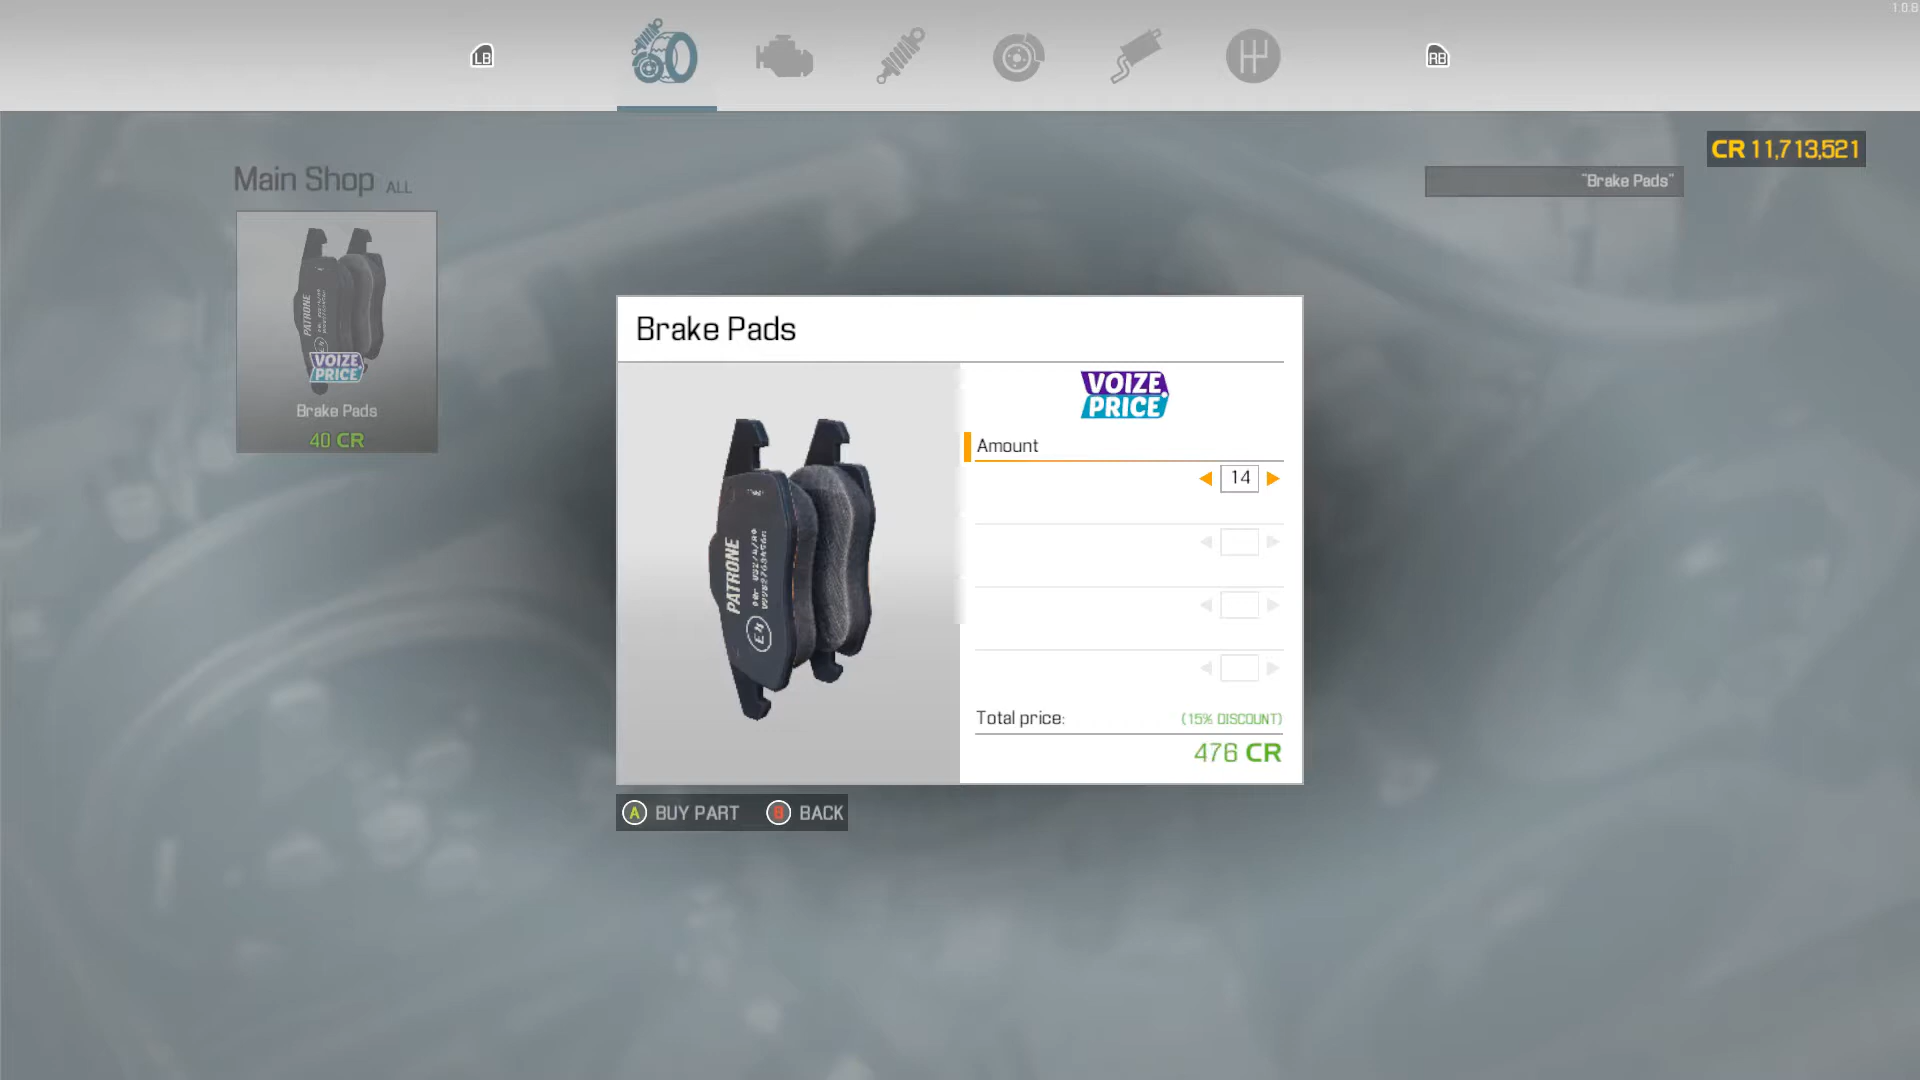 1.0.8
LB
RB
CR 11,713,521
Main Shop ALL
"Brake Pads"
PATRONE
VOIZE
PRICE
Brake Pads
40 CR
Brake Pads
PATRONE
E4
VOIZE
PRICE
Amount
14
Total price:
(15% DISCOUNT)
476 CR
A BUY PART
B BACK